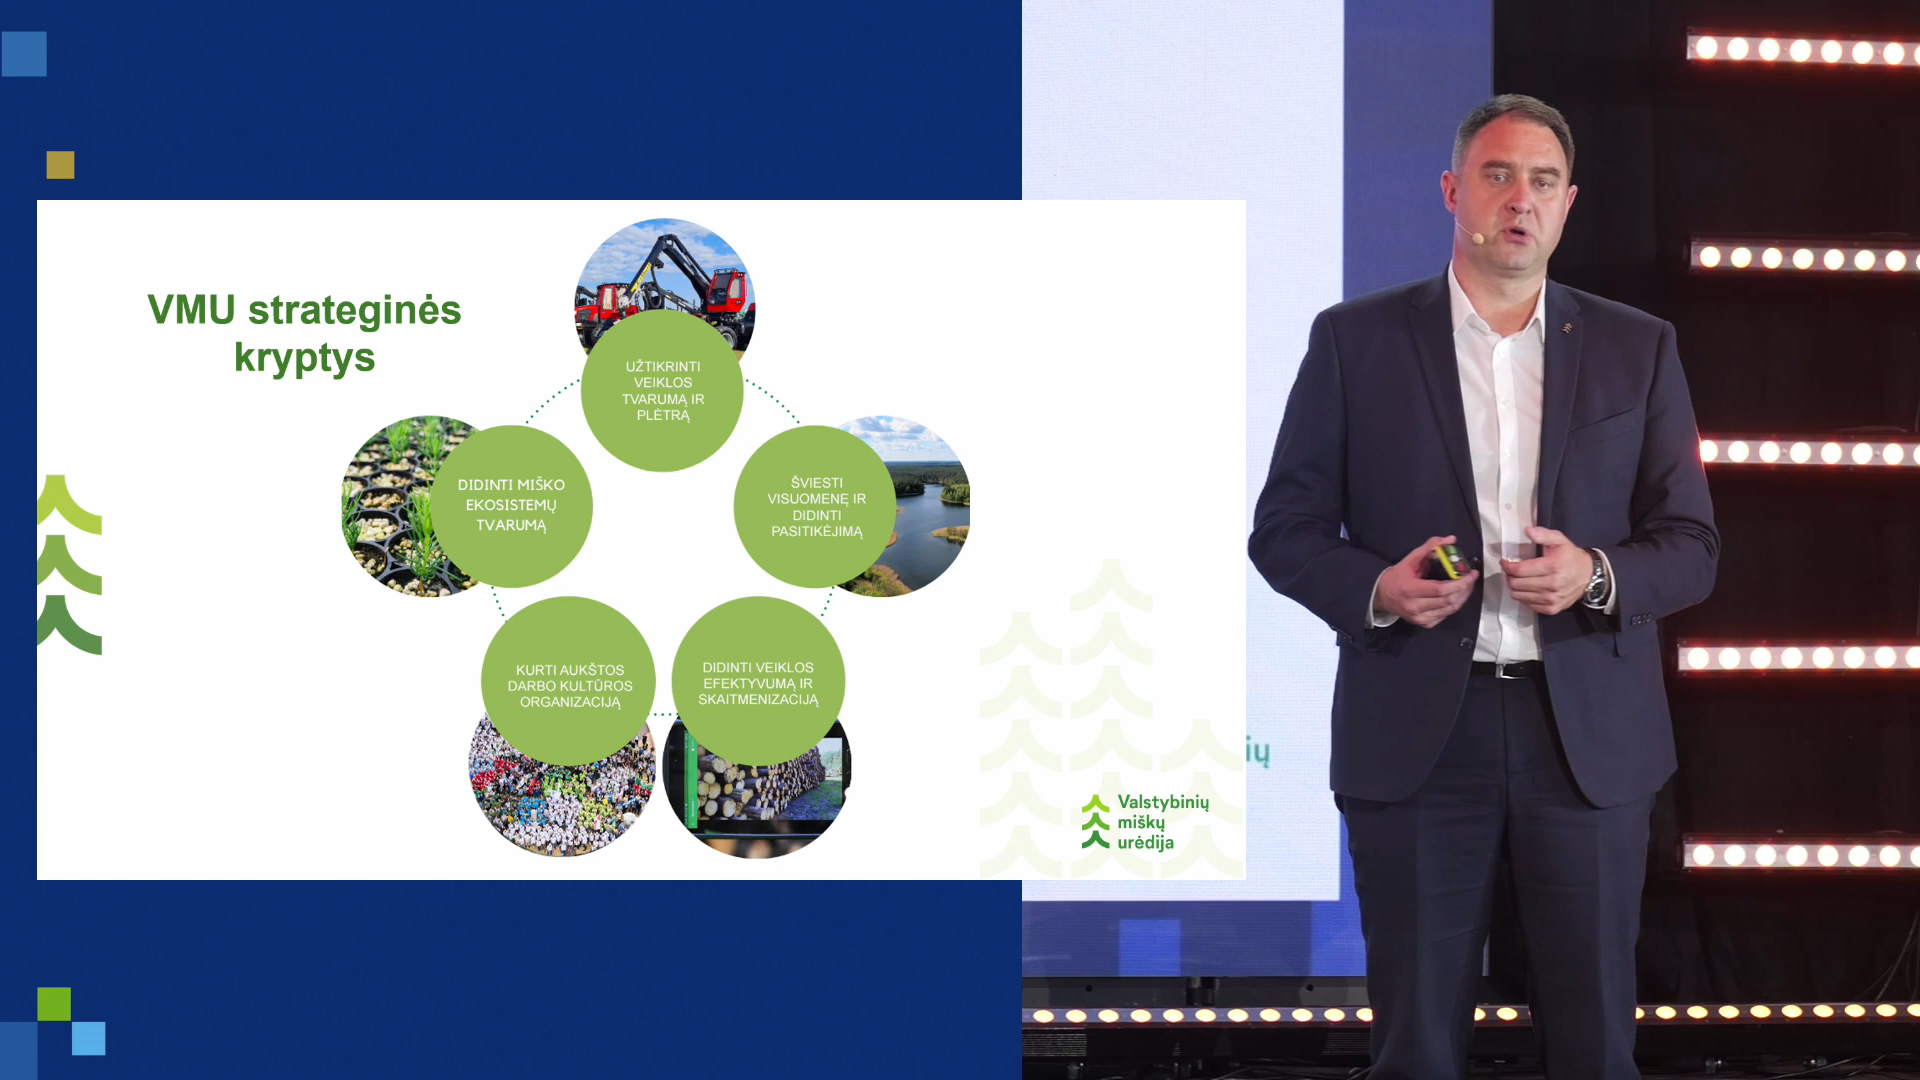 VMU strateginės
kryptys
UŽTIKRINTI
VEIKLOS
TVARUMĄ IR
PLĖTRĄ
DIDINTI MIŠKO
EKOSISTEMŲ
TVARUMĄ
ŠVIESTI
VISUOMENĘ IR
DIDINTI
PASITIKĖJIMĄ
KURTI AUKŠTOS
DARBO KULTŪROS
ORGANIZACIJĄ
DIDINTI VEIKLOS
EFEKTYVUMĄ IR
SKAITMENIZACIJĄ
Valstybinių
miškų
urėdija
ių